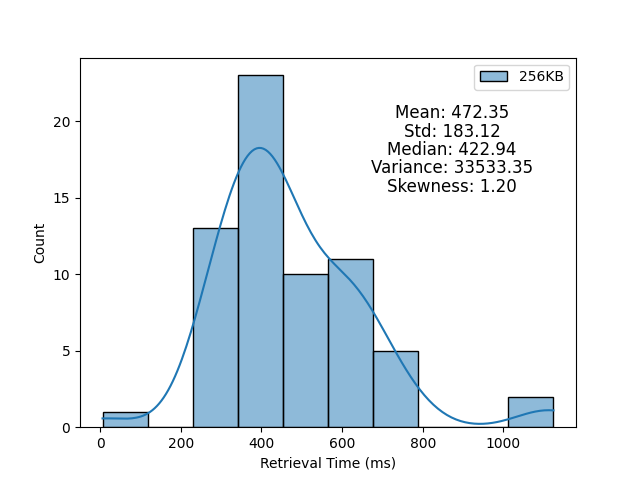 256KB
Mean: 472.35
Std: 183.12
Median: 422.94
Variance: 33533.35
Skewness: 1.20
20
15
10
5
0
Count
0 200 400 600 800 1000
Retrieval Time (ms)